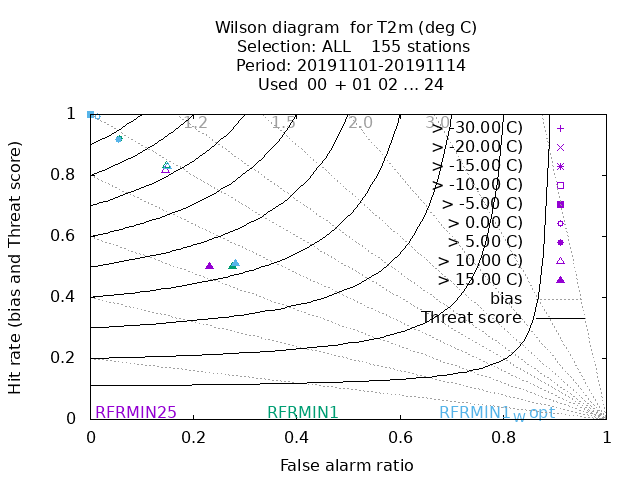 Wilson diagram for T2m (deg C)
Selection: ALL 155 stations
Period: 20191101-20191114
Used 00 + 01 02 ... 24
Hit rate (bias and Threat score)
1
0.8
0.6
0.4
0.2
0
1.2
1.5
2.0
3.0
> -30.00 C)
> -20.00 C)
> -15.00 C)
> -10.00 C)
> -5.00 C)
> 0.00 C)
> 5.00 C)
> 10.00 C)
> 15.00 C)
bias
Threat score
RFRMIN25 RFRMIN1 RFRMIN1W opt
0 0.2 0.4 0.6 0.8 1
False alarm ratio